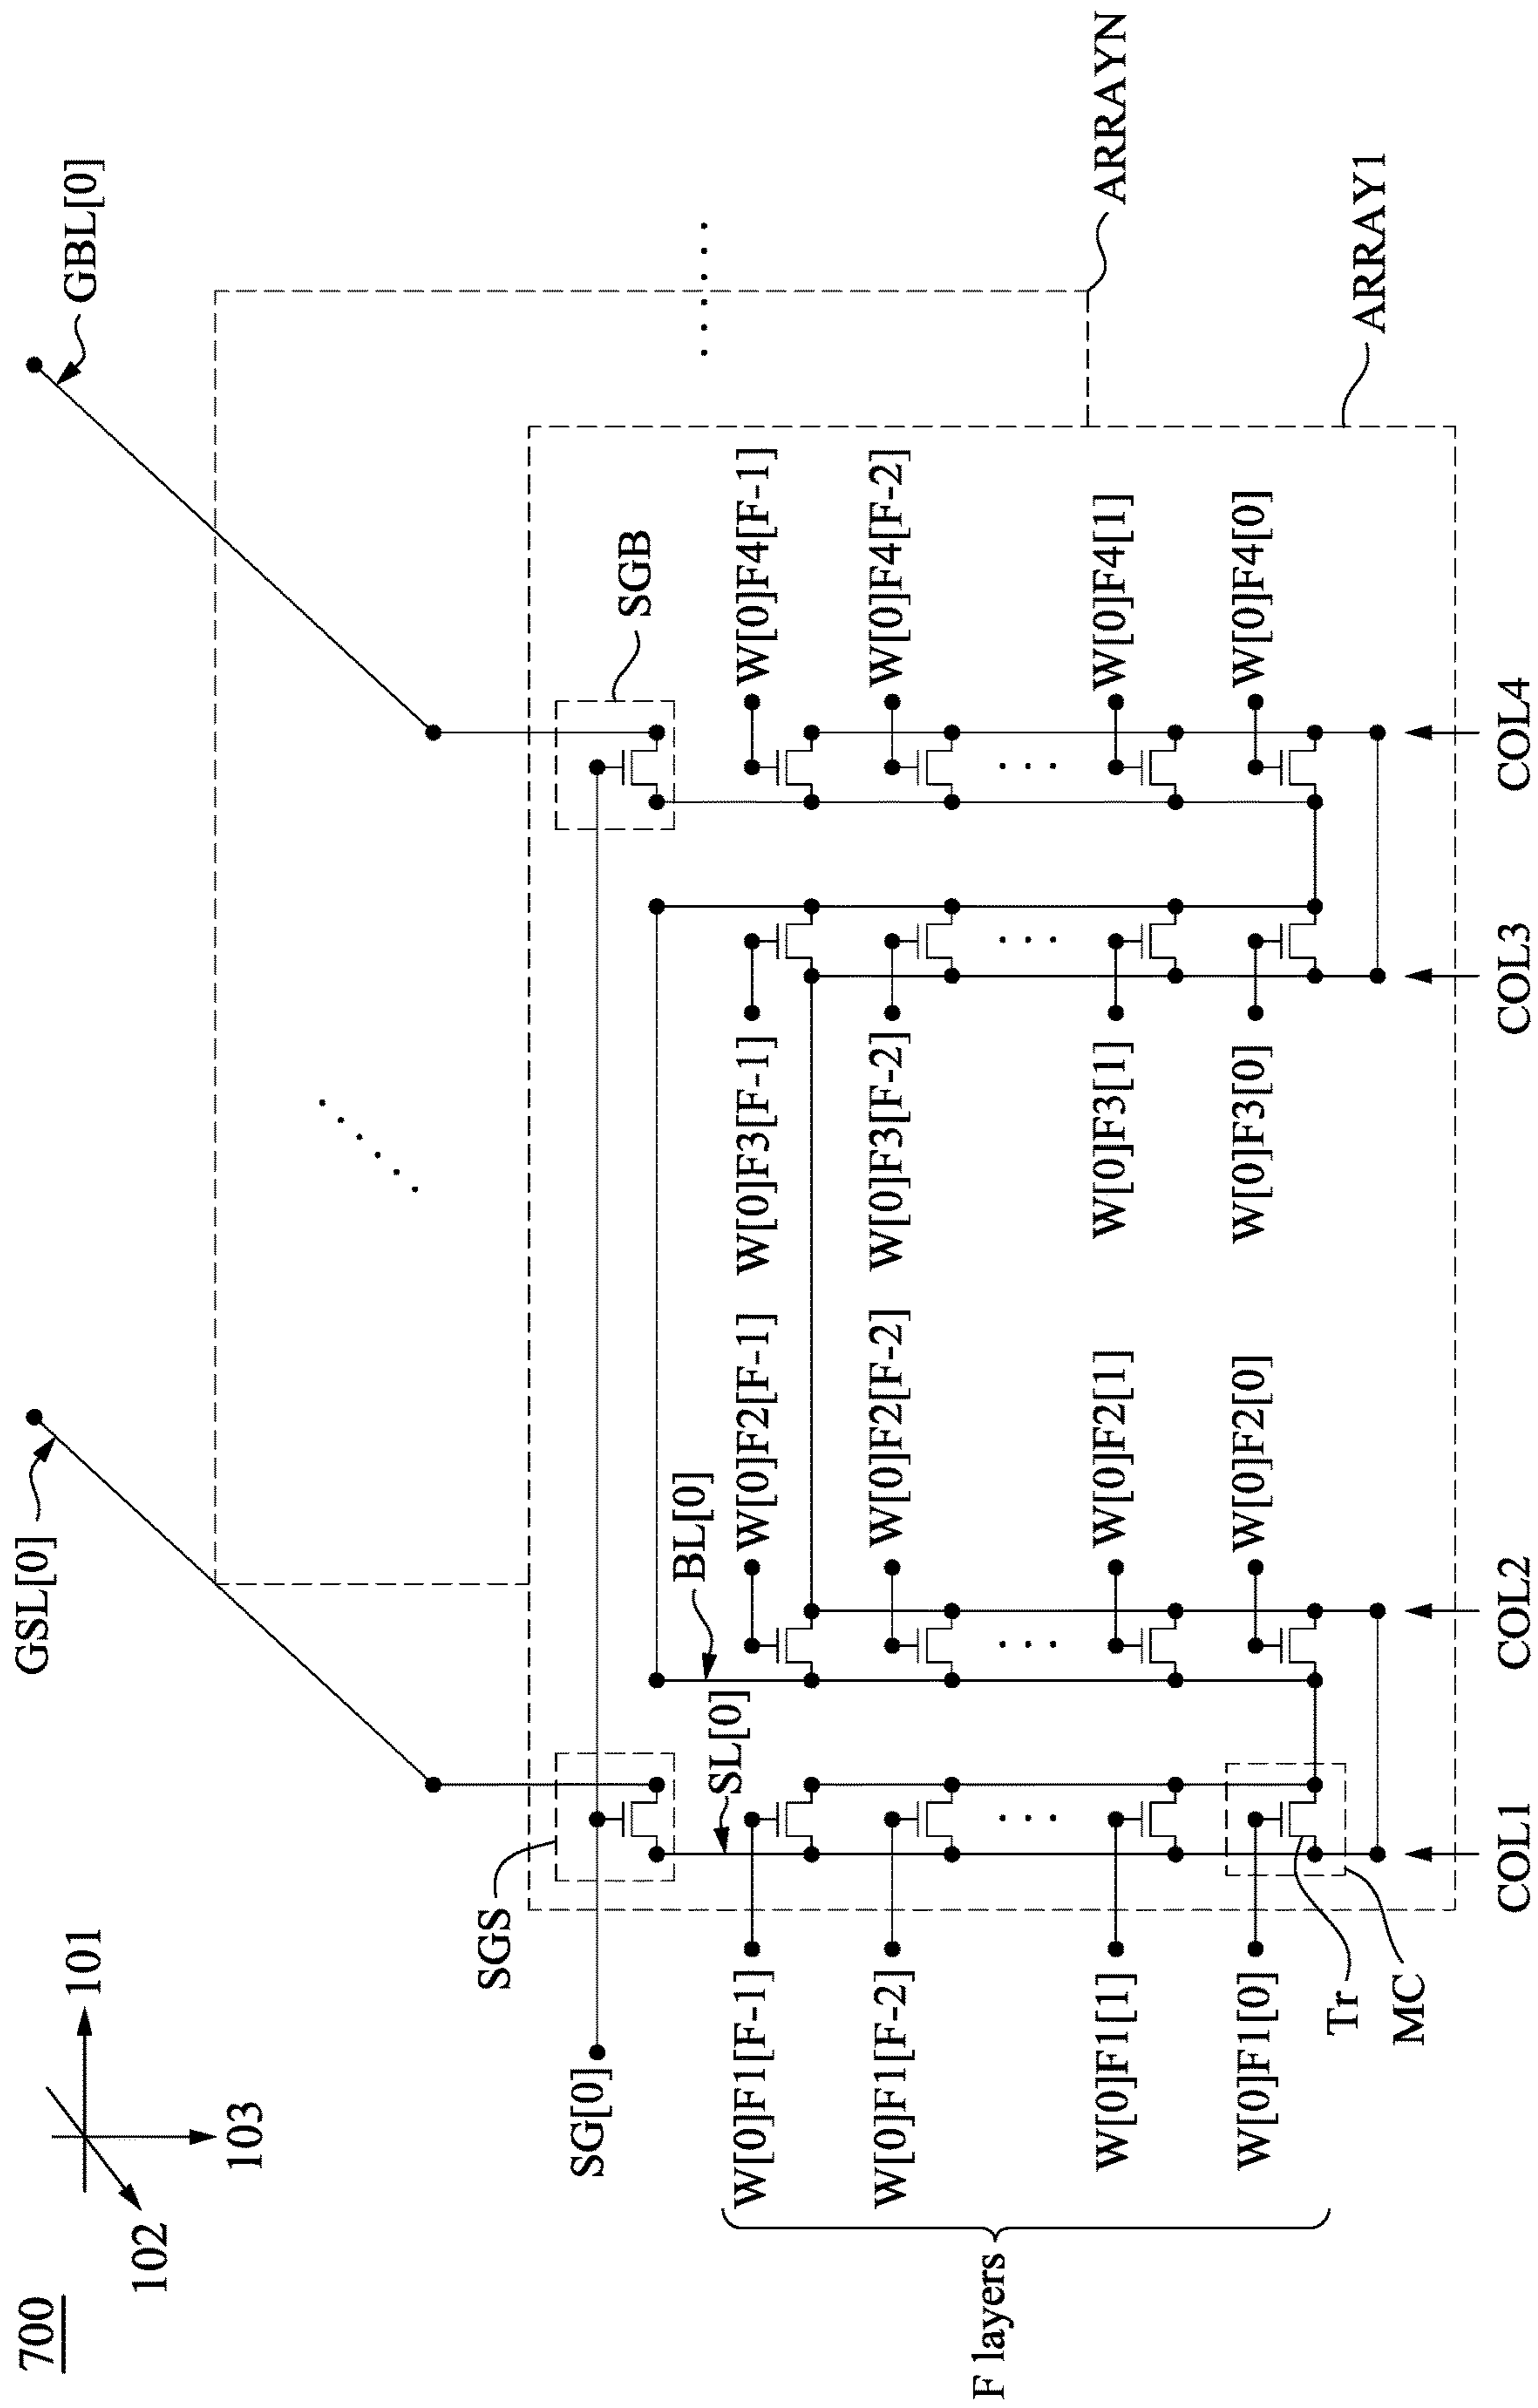 700
101
102
103
GSL[0]
GBL[0]
ARRAYN
ARRAY1
SGS
SGB
SG[0]
BL[0]
SL[0]
W[0]F1[F-1]
W[0]F2[F-1]
W[0]F3[F-1]
W[0]F4[F-1]
W[0]F1[F-2]
W[0]F2[F-2]
W[0]F3[F-2]
W[0]F4[F-2]
F layers
W[0]F1[1]
W[0]F2[1]
W[0]F3[1]
W[0]F4[1]
W[0]F1[0]
W[0]F2[0]
W[0]F3[0]
W[0]F4[0]
Tr
MC
COL1
COL2
COL3
COL4